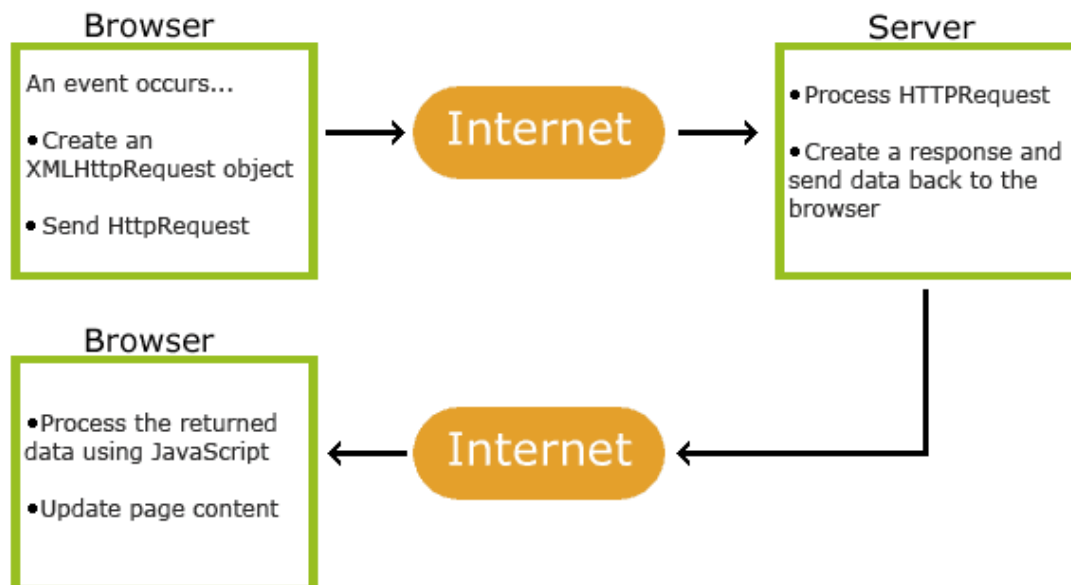 Browser
An event occurs...
•Create an
XMLHttpRequest object
•Send HttpRequest
Internet
Server
•Process HTTPRequest
•Create a response and
send data back to the
browser
Browser
•Process the returned
data using JavaScript
•Update page content
Internet